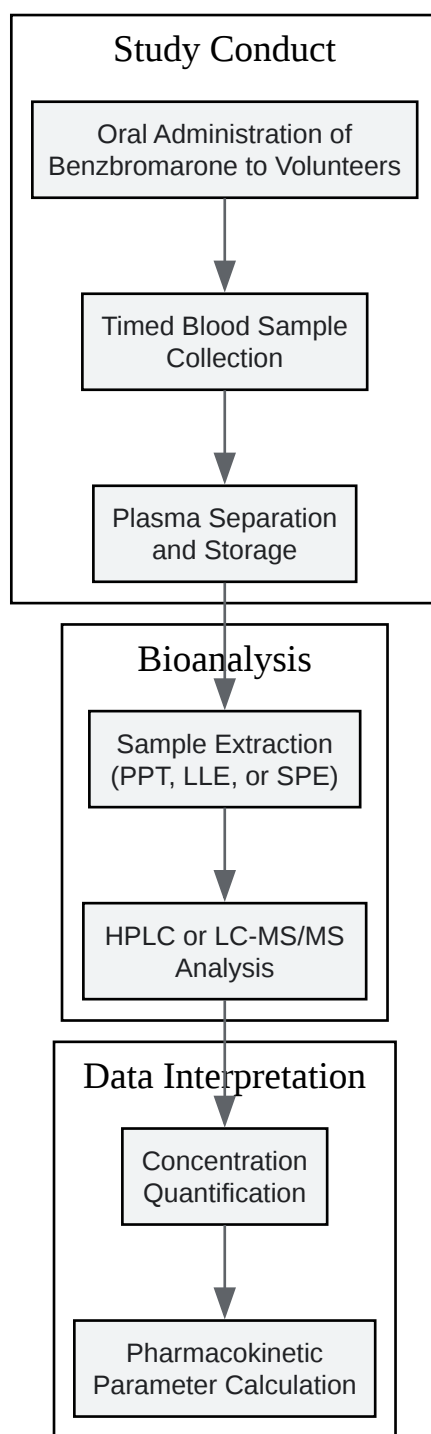 Study Conduct
Oral Administration of
Benzbromarone to Volunteers
Timed Blood Sample
Collection
Plasma Separation
and Storage
Bioanalysis
Sample Extraction
(PPT, LLE, or SPE)
HPLC or LC-MS/MS
Analysis
Data Interpretation
Concentration
Quantification
Pharmacokinetic
Parameter Calculation